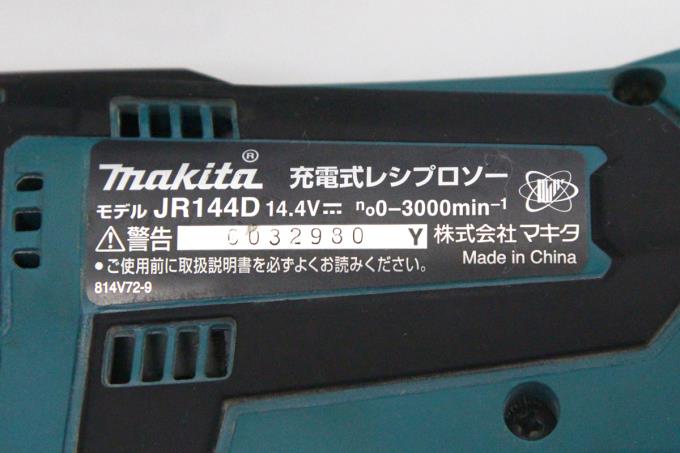 makita® 充電式レシプロソー
モデル JR144D 14.4V⎓ n₀0-3000min⁻¹
⚠警告 0032980 Y 株式会社マキタ
●ご使用前に取扱説明書を必ずよくお読みください。 Made in China
814V72-9